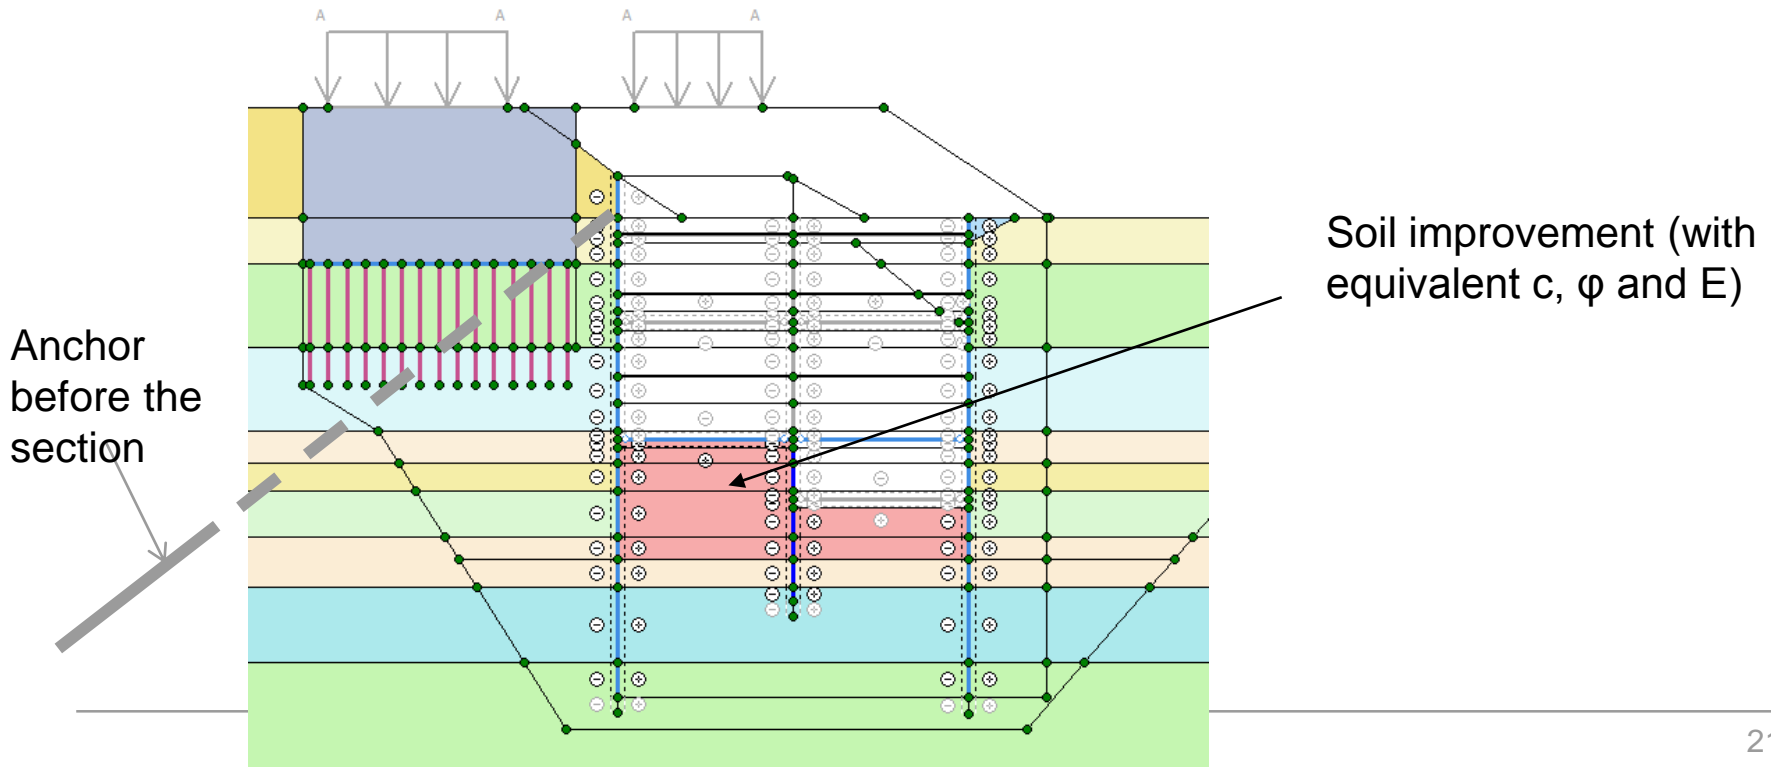 A A A A
Soil improvement (with
equivalent c, φ and E)
Anchor
before the
section
21